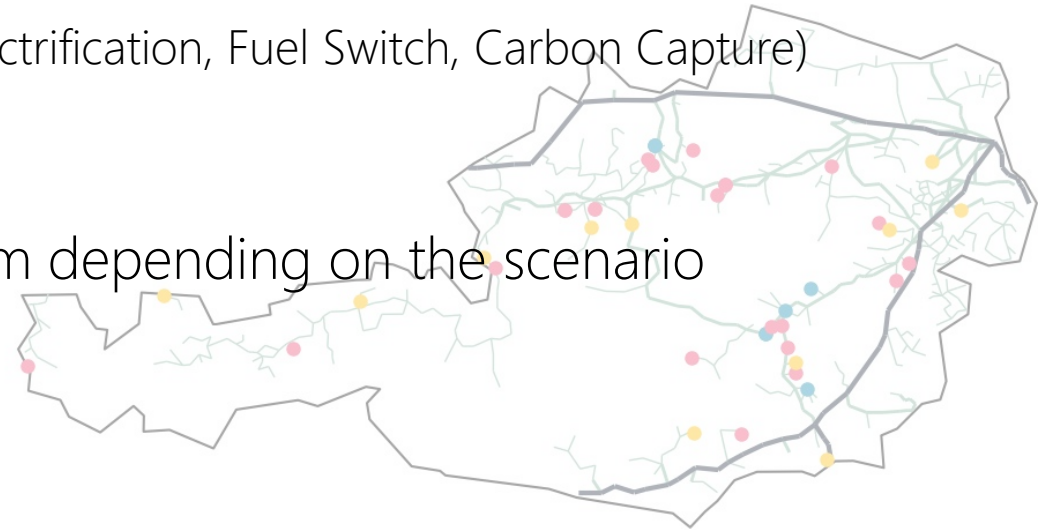 ctrification, Fuel Switch, Carbon Capture)
m depending on the scenario